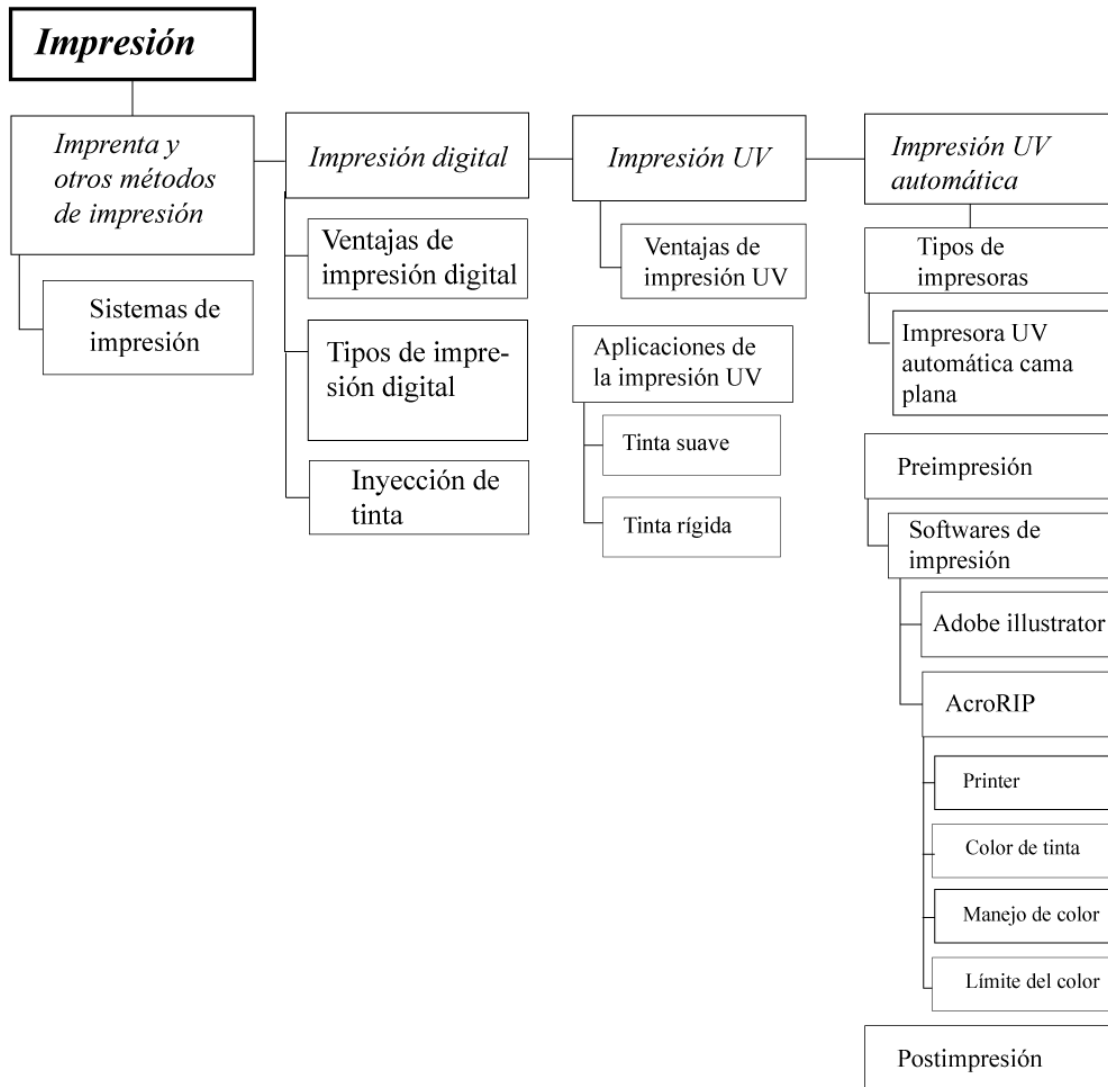 Impresión
Imprenta y
otros métodos
de impresión
Sistemas de
impresión
Impresión digital
Ventajas de
impresión digital
Tipos de impre-
sión digital
Inyección de
tinta
Impresión UV
Ventajas de
impresión UV
Aplicaciones de
la impresión UV
Tinta suave
Tinta rígida
Impresión UV
automática
Tipos de
impresoras
Impresora UV
automática cama
plana
Preimpresión
Softwares de
impresión
Adobe illustrator
AcroRIP
Printer
Color de tinta
Manejo de color
Límite del color
Postimpresión